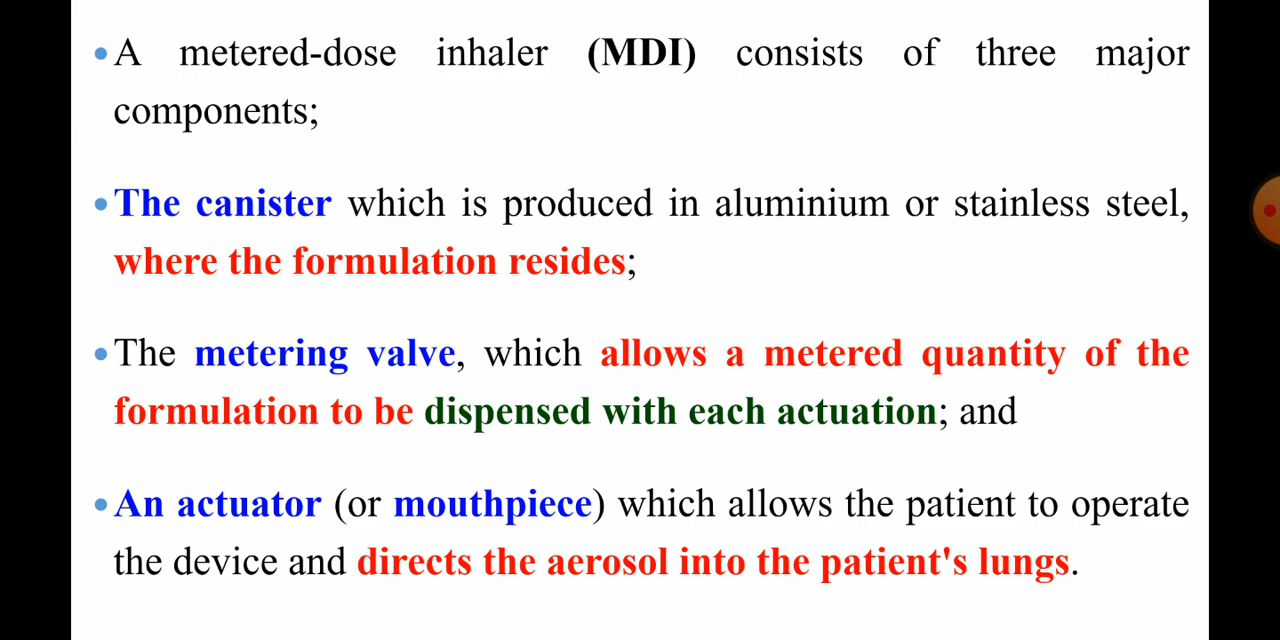 • A metered-dose inhaler (MDI) consists of three major
components;
• The canister which is produced in aluminium or stainless steel,
where the formulation resides;
• The metering valve, which allows a metered quantity of the
formulation to be dispensed with each actuation; and
• An actuator (or mouthpiece) which allows the patient to operate
the device and directs the aerosol into the patient's lungs.